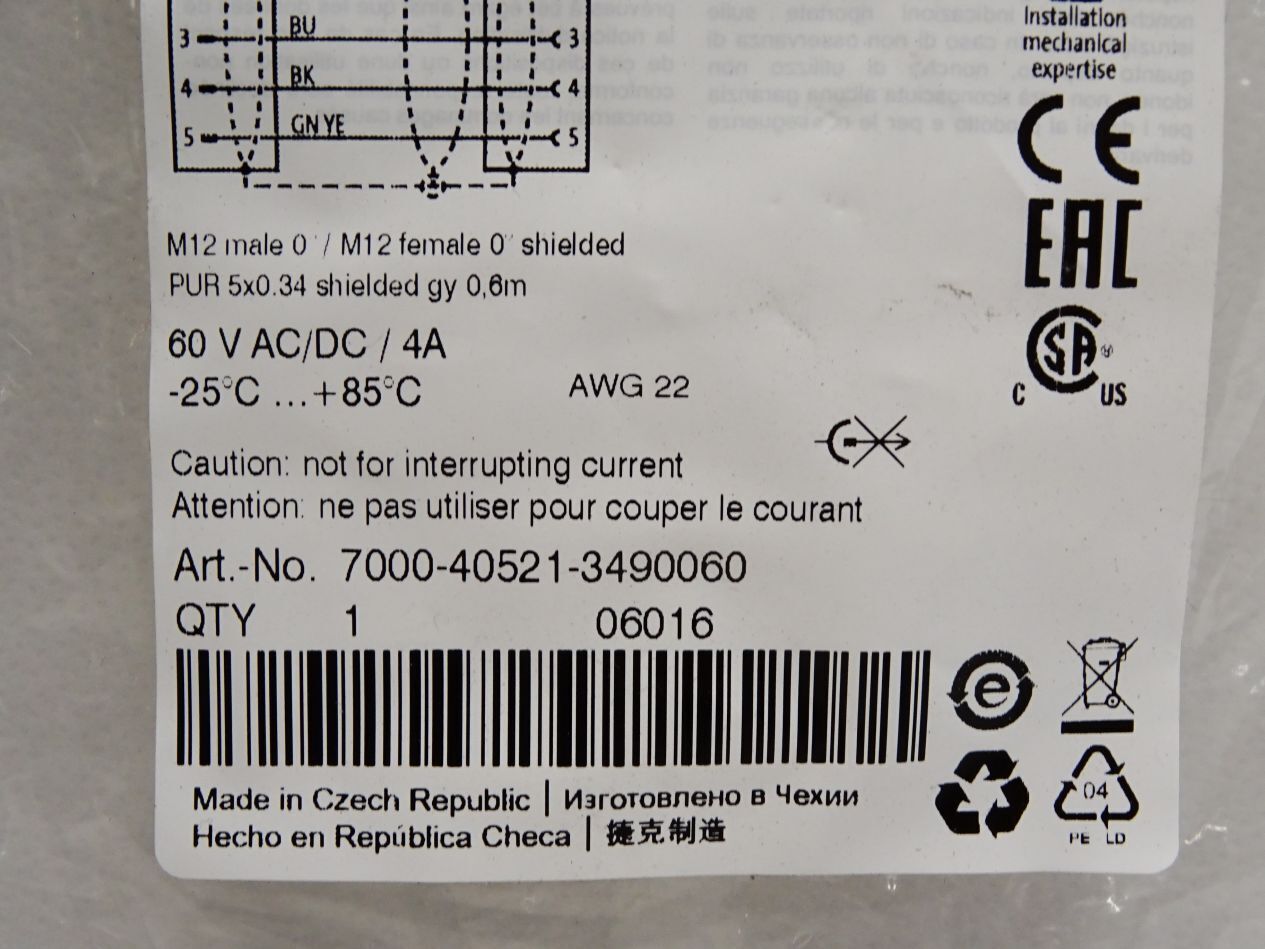 3 BU 3
4 BK 4
5 GNYE 5
Installation
mechanical
expertise
CE
EAC
C SA® US
M12 male 0°/ M12 female 0° shielded
PUR 5x0.34 shielded gy 0,6m
60 V AC/DC / 4A
-25°C ...+85°C AWG 22
Caution: not for interrupting current
Attention: ne pas utiliser pour couper le courant
Art.-No. 7000-40521-3490060
QTY 1 06016
e
04
PE-LD
Made in Czech Republic | Изготовлено в Чехии
Hecho en República Checa | 捷克制造